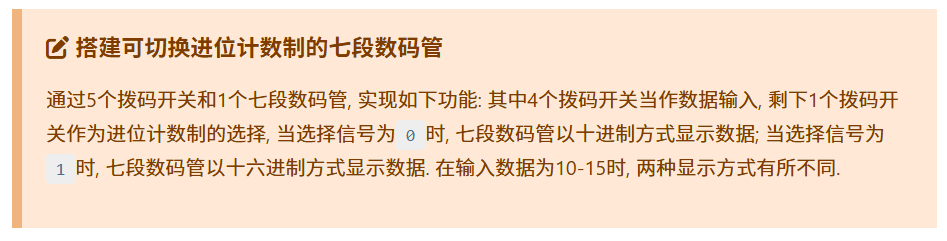 搭建可切换进位计数制的七段数码管
通过5个拨码开关和1个七段数码管, 实现如下功能: 其中4个拨码开关当作数据输入, 剩下1个拨码开
关作为进位计数制的选择, 当选择信号为 0 时, 七段数码管以十进制方式显示数据; 当选择信号为
1 时, 七段数码管以十六进制方式显示数据. 在输入数据为10-15时, 两种显示方式有所不同.